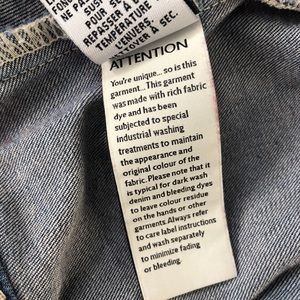 NE PAS
POUR
REPASSER À
TEMPÉRATURE
L'ENVERS.
À SEC.
ATTENTION
You're unique... so is this
garment... This garment
was made with rich fabric
dye and has been
subjected to special
industrial washing
treatments to maintain
the appearance and
original colour of the
fabric. Please note that it
is typical for dark wash
denim and bleeding dyes
to leave colour residue
on the hands or other
garments. Always refer
to care label instructions
and wash separately
to minimize fading
or bleeding.